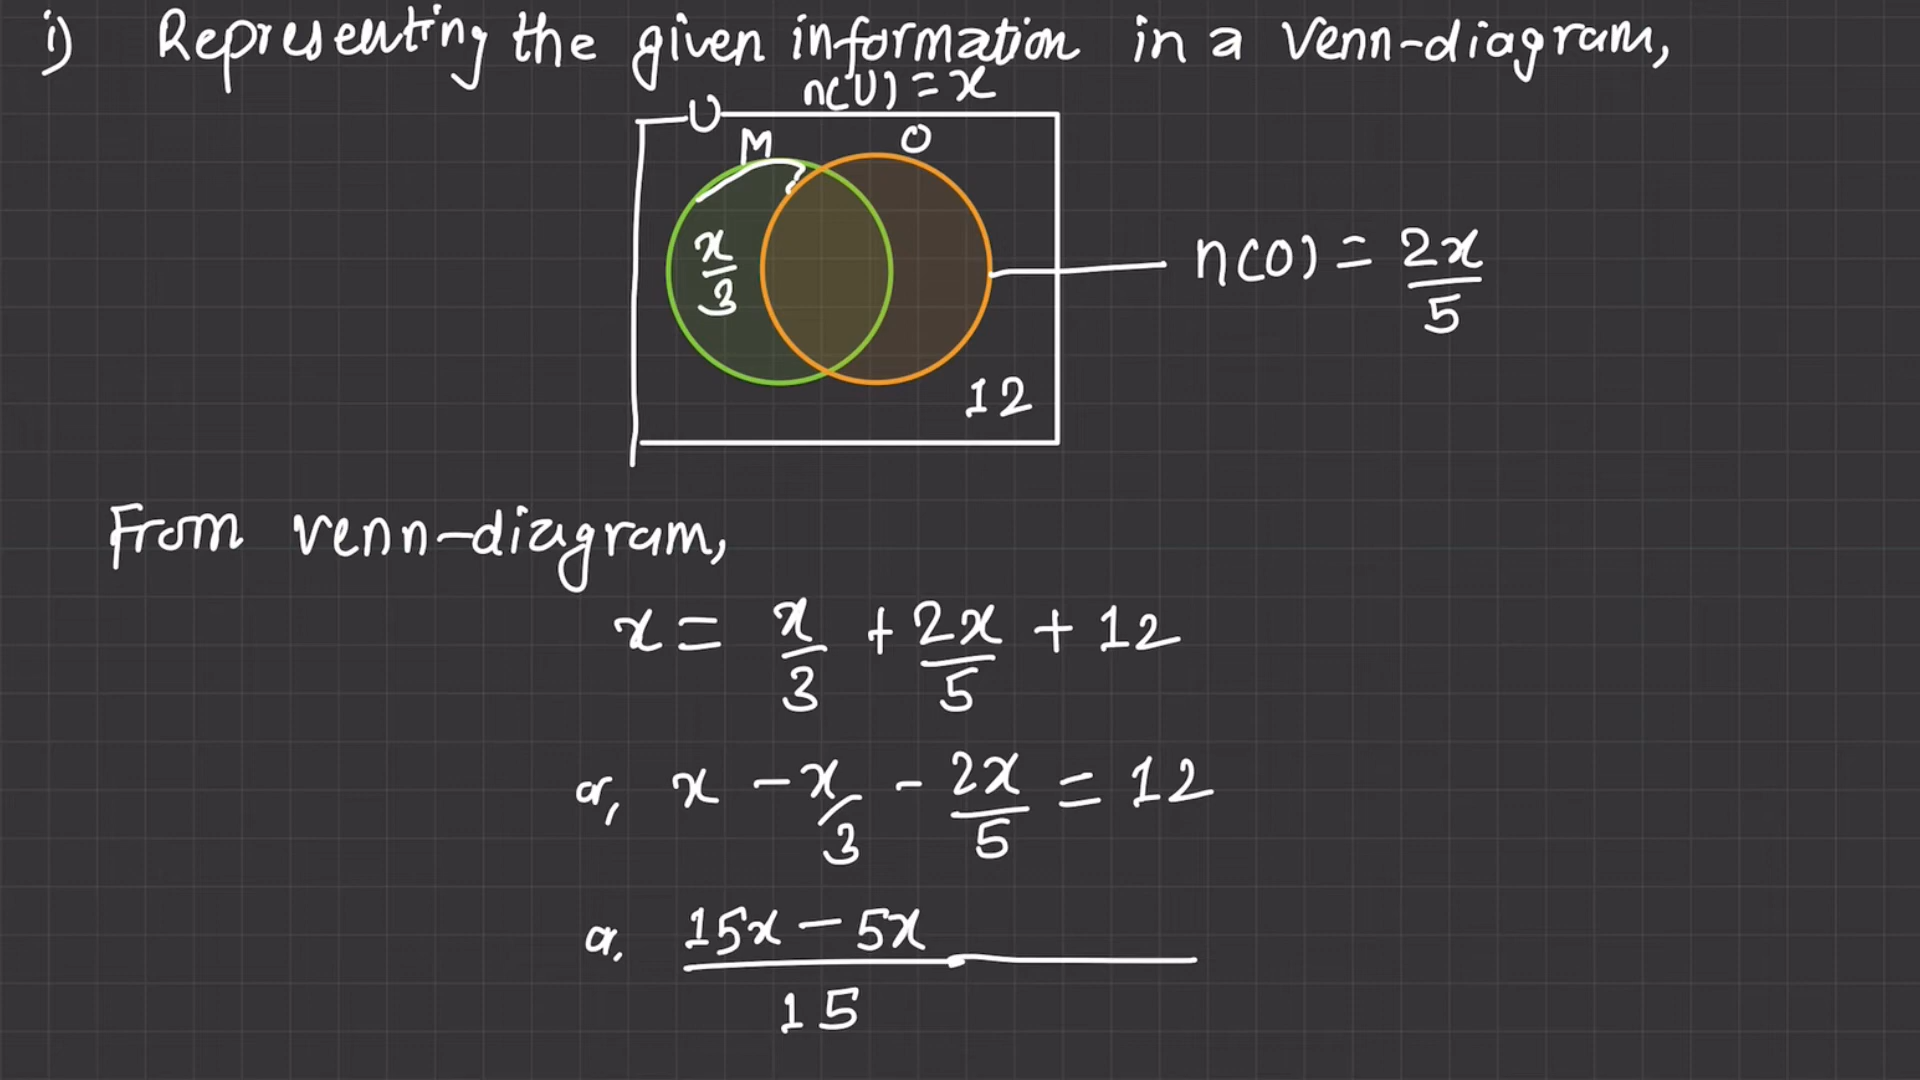 i) Representing the given information in a Venn-diagram,
n(U) = x
U
M O
x/3
n(O) = 2x/5
12
From venn-diagram,
x = x/3 + 2x/5 + 12
or, x - x/3 - 2x/5 = 12
or, 15x - 5x
15